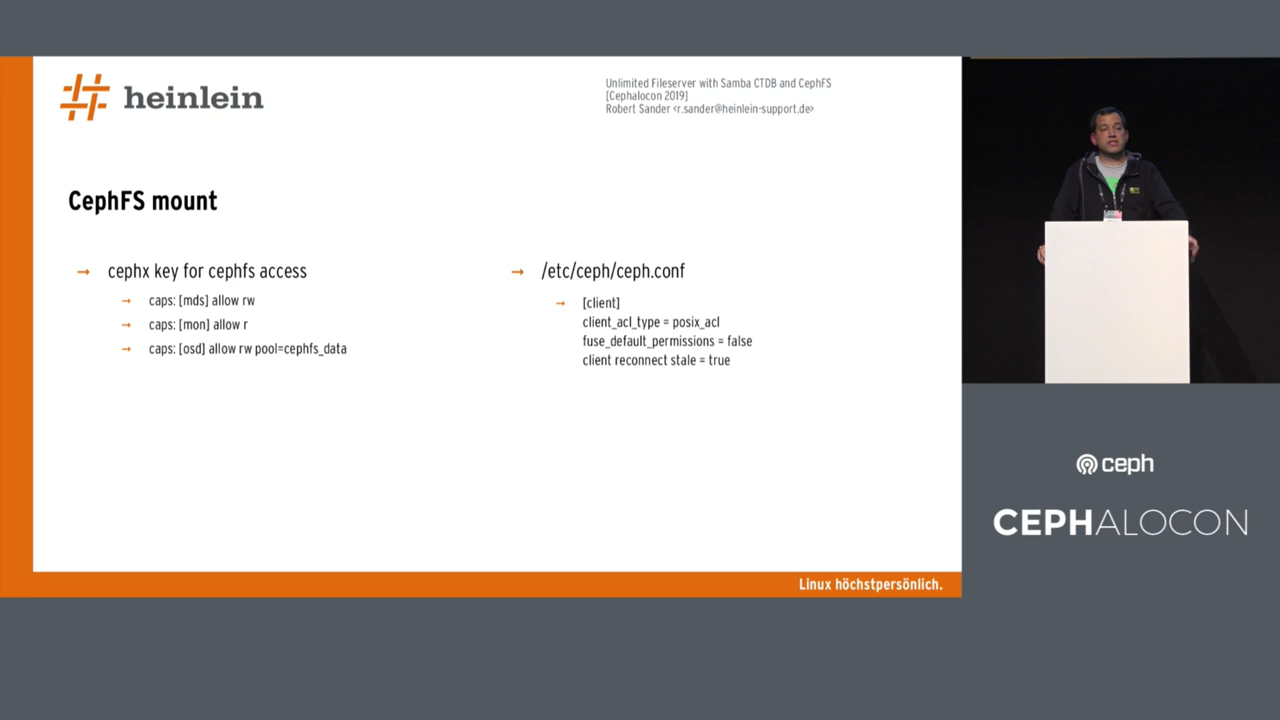 heinlein
Unlimited Fileserver with Samba CTDB and CephFS
[Cephalocon 2019]
Robert Sander <r.sander@heinlein-support.de>
CephFS mount
→ cephx key for cephfs access
→ caps: [mds] allow rw
→ caps: [mon] allow r
→ caps: [osd] allow rw pool=cephfs_data
→ /etc/ceph/ceph.conf
→ [client]
client_acl_type = posix_acl
fuse_default_permissions = false
client reconnect stale = true
Linux höchstpersönlich.
ceph
CEPHALOCON